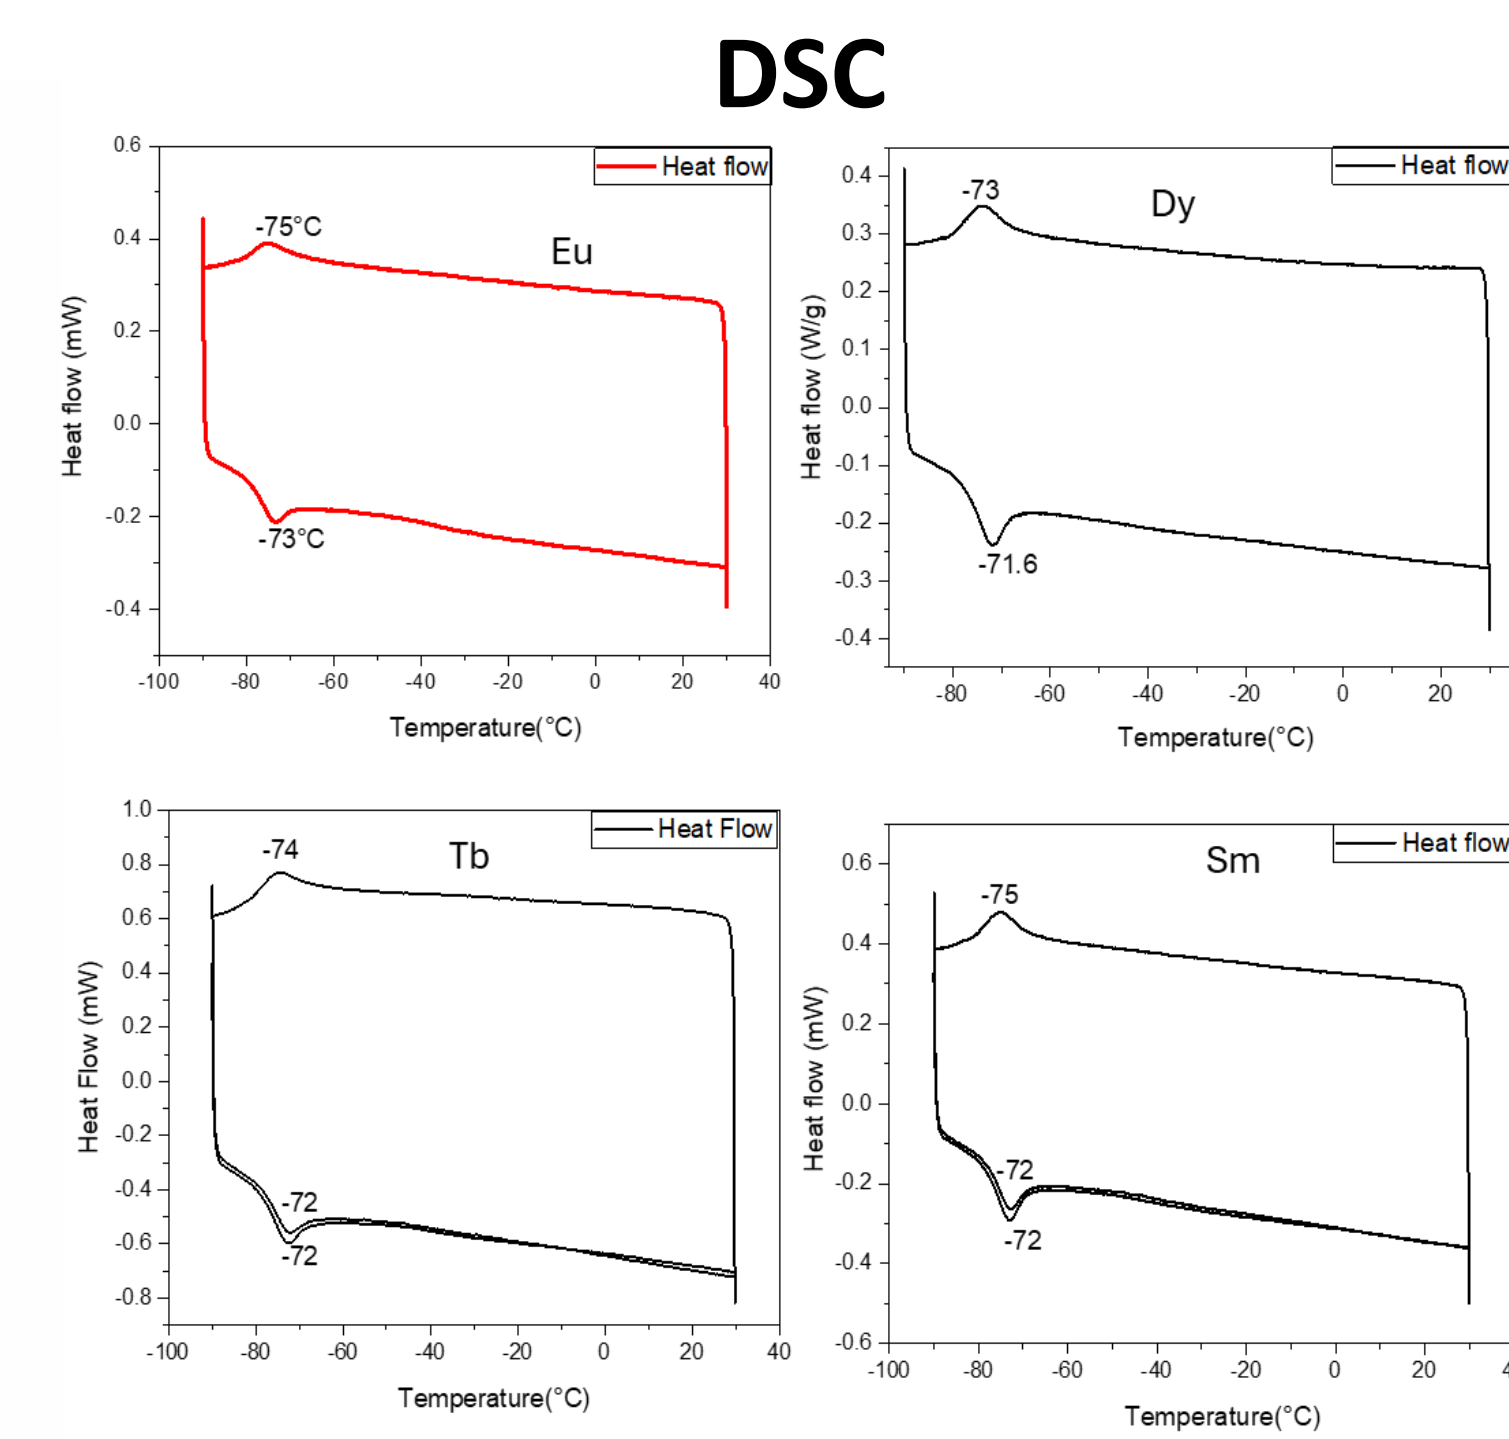 DSC
Heat flow
-75°C
Eu
-73°C
0.6
0.4
0.2
0.0
-0.2
-0.4
Heat flow (mW)
-100 -80 -60 -40 -20 0 20 40
Temperature(°C)
Heat flow
-73
Dy
-71.6
0.4
0.3
0.2
0.1
0.0
-0.1
-0.2
-0.3
-0.4
Heat flow (W/g)
-80 -60 -40 -20 0 20
Temperature(°C)
Heat Flow
-74
Tb
-72
-72
1.0
0.8
0.6
0.4
0.2
0.0
-0.2
-0.4
-0.6
-0.8
Heat Flow (mW)
-100 -80 -60 -40 -20 0 20 40
Temperature(°C)
Heat flow
Sm
-75
-72
-72
0.6
0.4
0.2
0.0
-0.2
-0.4
-0.6
Heat flow (mW)
-100 -80 -60 -40 -20 0 20
Temperature(°C)